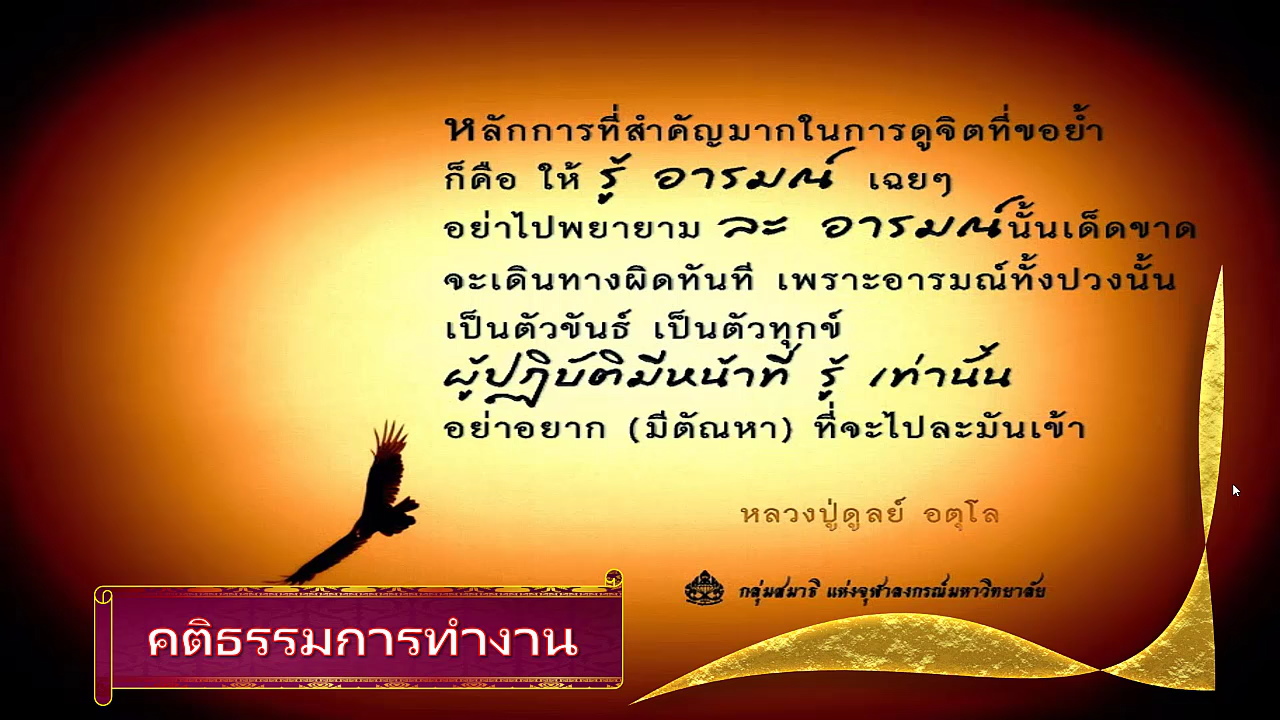 หลักการที่สำคัญมากในการดูจิตที่ขอย้ำ
ก็คือ ให้ รู้ อารมณ์ เฉยๆ
อย่าไปพยายาม ละ อารมณ์นั้นเด็ดขาด
จะเดินทางผิดทันที เพราะอารมณ์ทั้งปวงนั้น
เป็นตัวขันธ์ เป็นตัวทุกข์
ผู้ปฏิบัติมีหน้าที่ รู้ เท่านั้น
อย่าอยาก (มีตัณหา) ที่จะไปละมันเข้า
หลวงปู่ดูลย์ อตุโล
กลุ่มสมาธิ แห่งจุฬาลงกรณ์มหาวิทยาลัย
คติธรรมการทำงาน